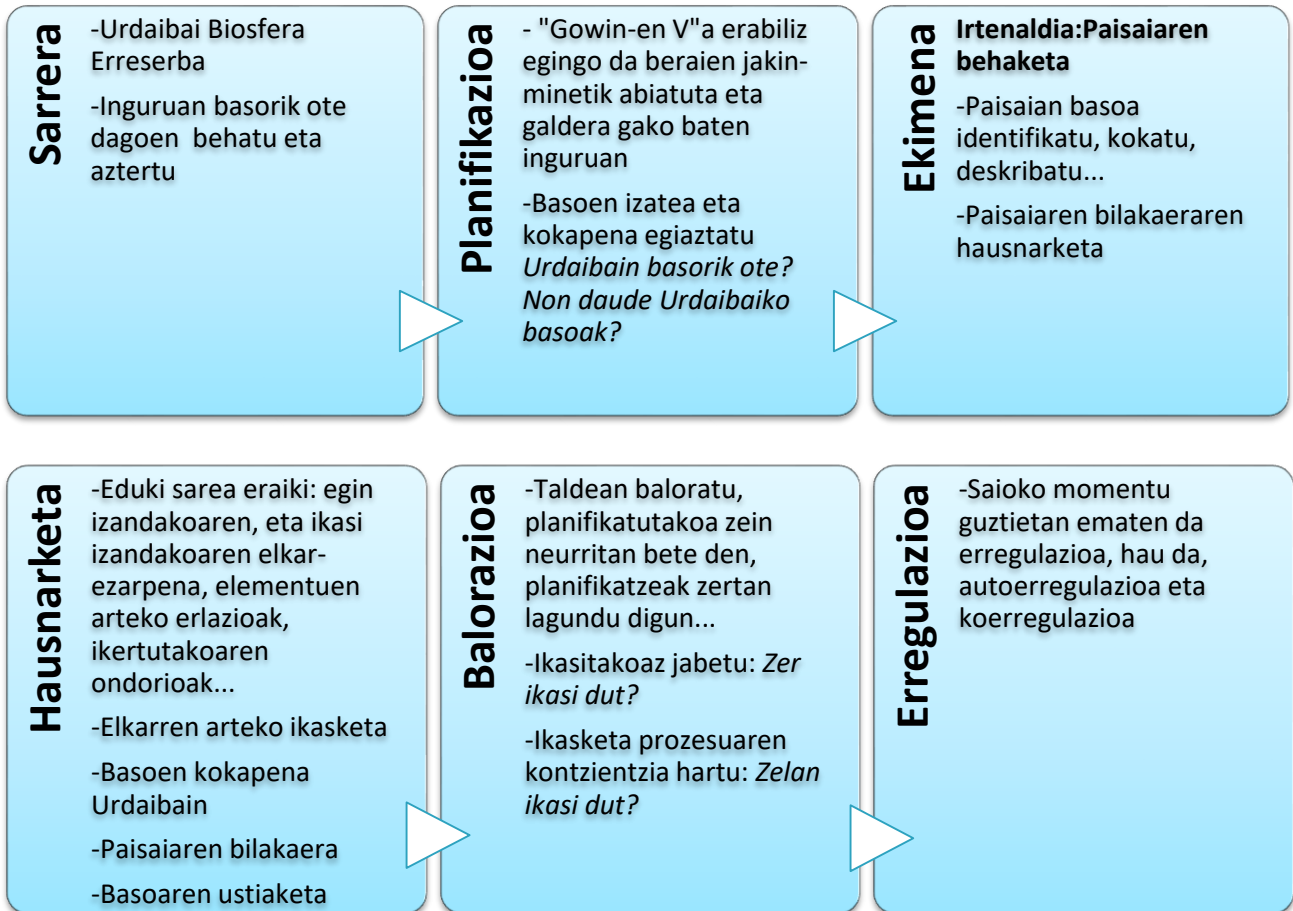 Sarrera
-Urdaibai Biosfera
Erreserba
-Inguruan basorik ote
dagoen behatu eta
aztertu
Planifikazioa
- "Gowin-en V"a erabiliz
egingo da beraien jakin-
minetik abiatuta eta
galdera gako baten
inguruan
-Basoen izatea eta
kokapena egiaztatu
Urdaibain basorik ote?
Non daude Urdaibaiko
basoak?
Ekimena
Irtenaldia:Paisaiaren
behaketa
-Paisaian basoa
identifikatu, kokatu,
deskribatu...
-Paisaiaren bilakaeraren
hausnarketa
Hausnarketa
-Eduki sarea eraiki: egin
izandakoaren, eta ikasi
izandakoaren elkar-
ezarpena, elementuen
arteko erlazioak,
ikertutakoaren
ondorioak...
-Elkarren arteko ikasketa
-Basoen kokapena
Urdaibain
-Paisaiaren bilakaera
-Basoaren ustiaketa
Balorazioa
-Taldean baloratu,
planifikatutakoa zein
neurritan bete den,
planifikatzeak zertan
lagundu digun...
-Ikasitakoaz jabetu: Zer
ikasi dut?
-Ikasketa prozesuaren
kontzientzia hartu: Zelan
ikasi dut?
Erregulazioa
-Saioko momentu
guztietan ematen da
erregulazioa, hau da,
autoerregulazioa eta
koerregulazioa